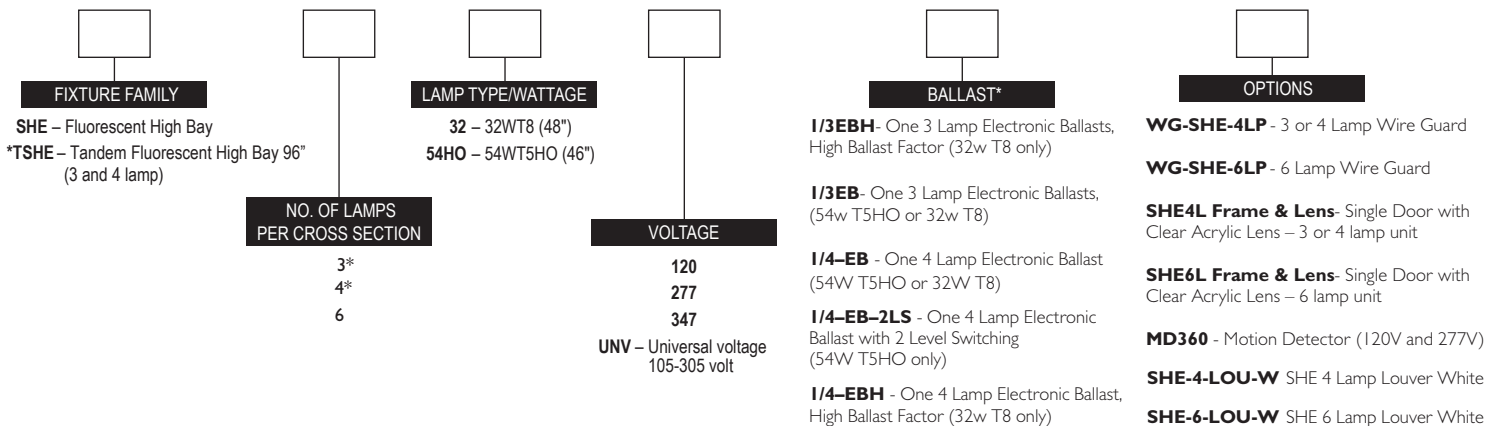 FIXTURE FAMILY
SHE – Fluorescent High Bay
*TSHE – Tandem Fluorescent High Bay 96”
(3 and 4 lamp)
NO. OF LAMPS
PER CROSS SECTION
3*
4*
6
LAMP TYPE/WATTAGE
32 – 32WT8 (48")
54HO – 54WT5HO (46")
VOLTAGE
120
277
347
UNV – Universal voltage
105-305 volt
BALLAST*
1/3EBH- One 3 Lamp Electronic Ballasts,
High Ballast Factor (32w T8 only)
1/3EB- One 3 Lamp Electronic Ballasts,
(54w T5HO or 32w T8)
1/4–EB - One 4 Lamp Electronic Ballast
(54W T5HO or 32W T8)
1/4–EB–2LS - One 4 Lamp Electronic
Ballast with 2 Level Switching
(54W T5HO only)
1/4–EBH - One 4 Lamp Electronic Ballast,
High Ballast Factor (32w T8 only)
OPTIONS
WG-SHE-4LP - 3 or 4 Lamp Wire Guard
WG-SHE-6LP - 6 Lamp Wire Guard
SHE4L Frame & Lens- Single Door with
Clear Acrylic Lens – 3 or 4 lamp unit
SHE6L Frame & Lens- Single Door with
Clear Acrylic Lens – 6 lamp unit
MD360 - Motion Detector (120V and 277V)
SHE-4-LOU-W SHE 4 Lamp Louver White
SHE-6-LOU-W SHE 6 Lamp Louver White